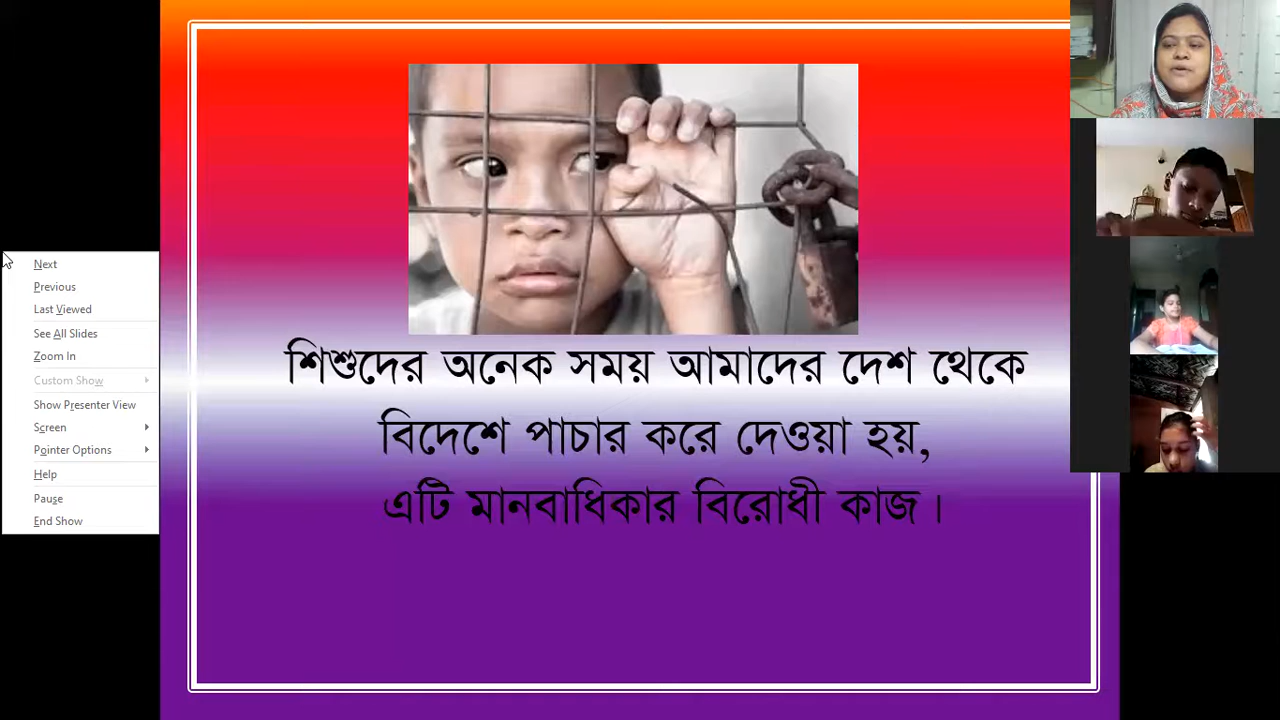 শিশুদের অনেক সময় আমাদের দেশ থেকে
বিদেশে পাচার করে দেওয়া হয়,
এটি মানবাধিকার বিরোধী কাজ।
Next
Previous
Last Viewed
See All Slides
Zoom In
Custom Show
Show Presenter View
Screen
Pointer Options
Help
Pause
End Show